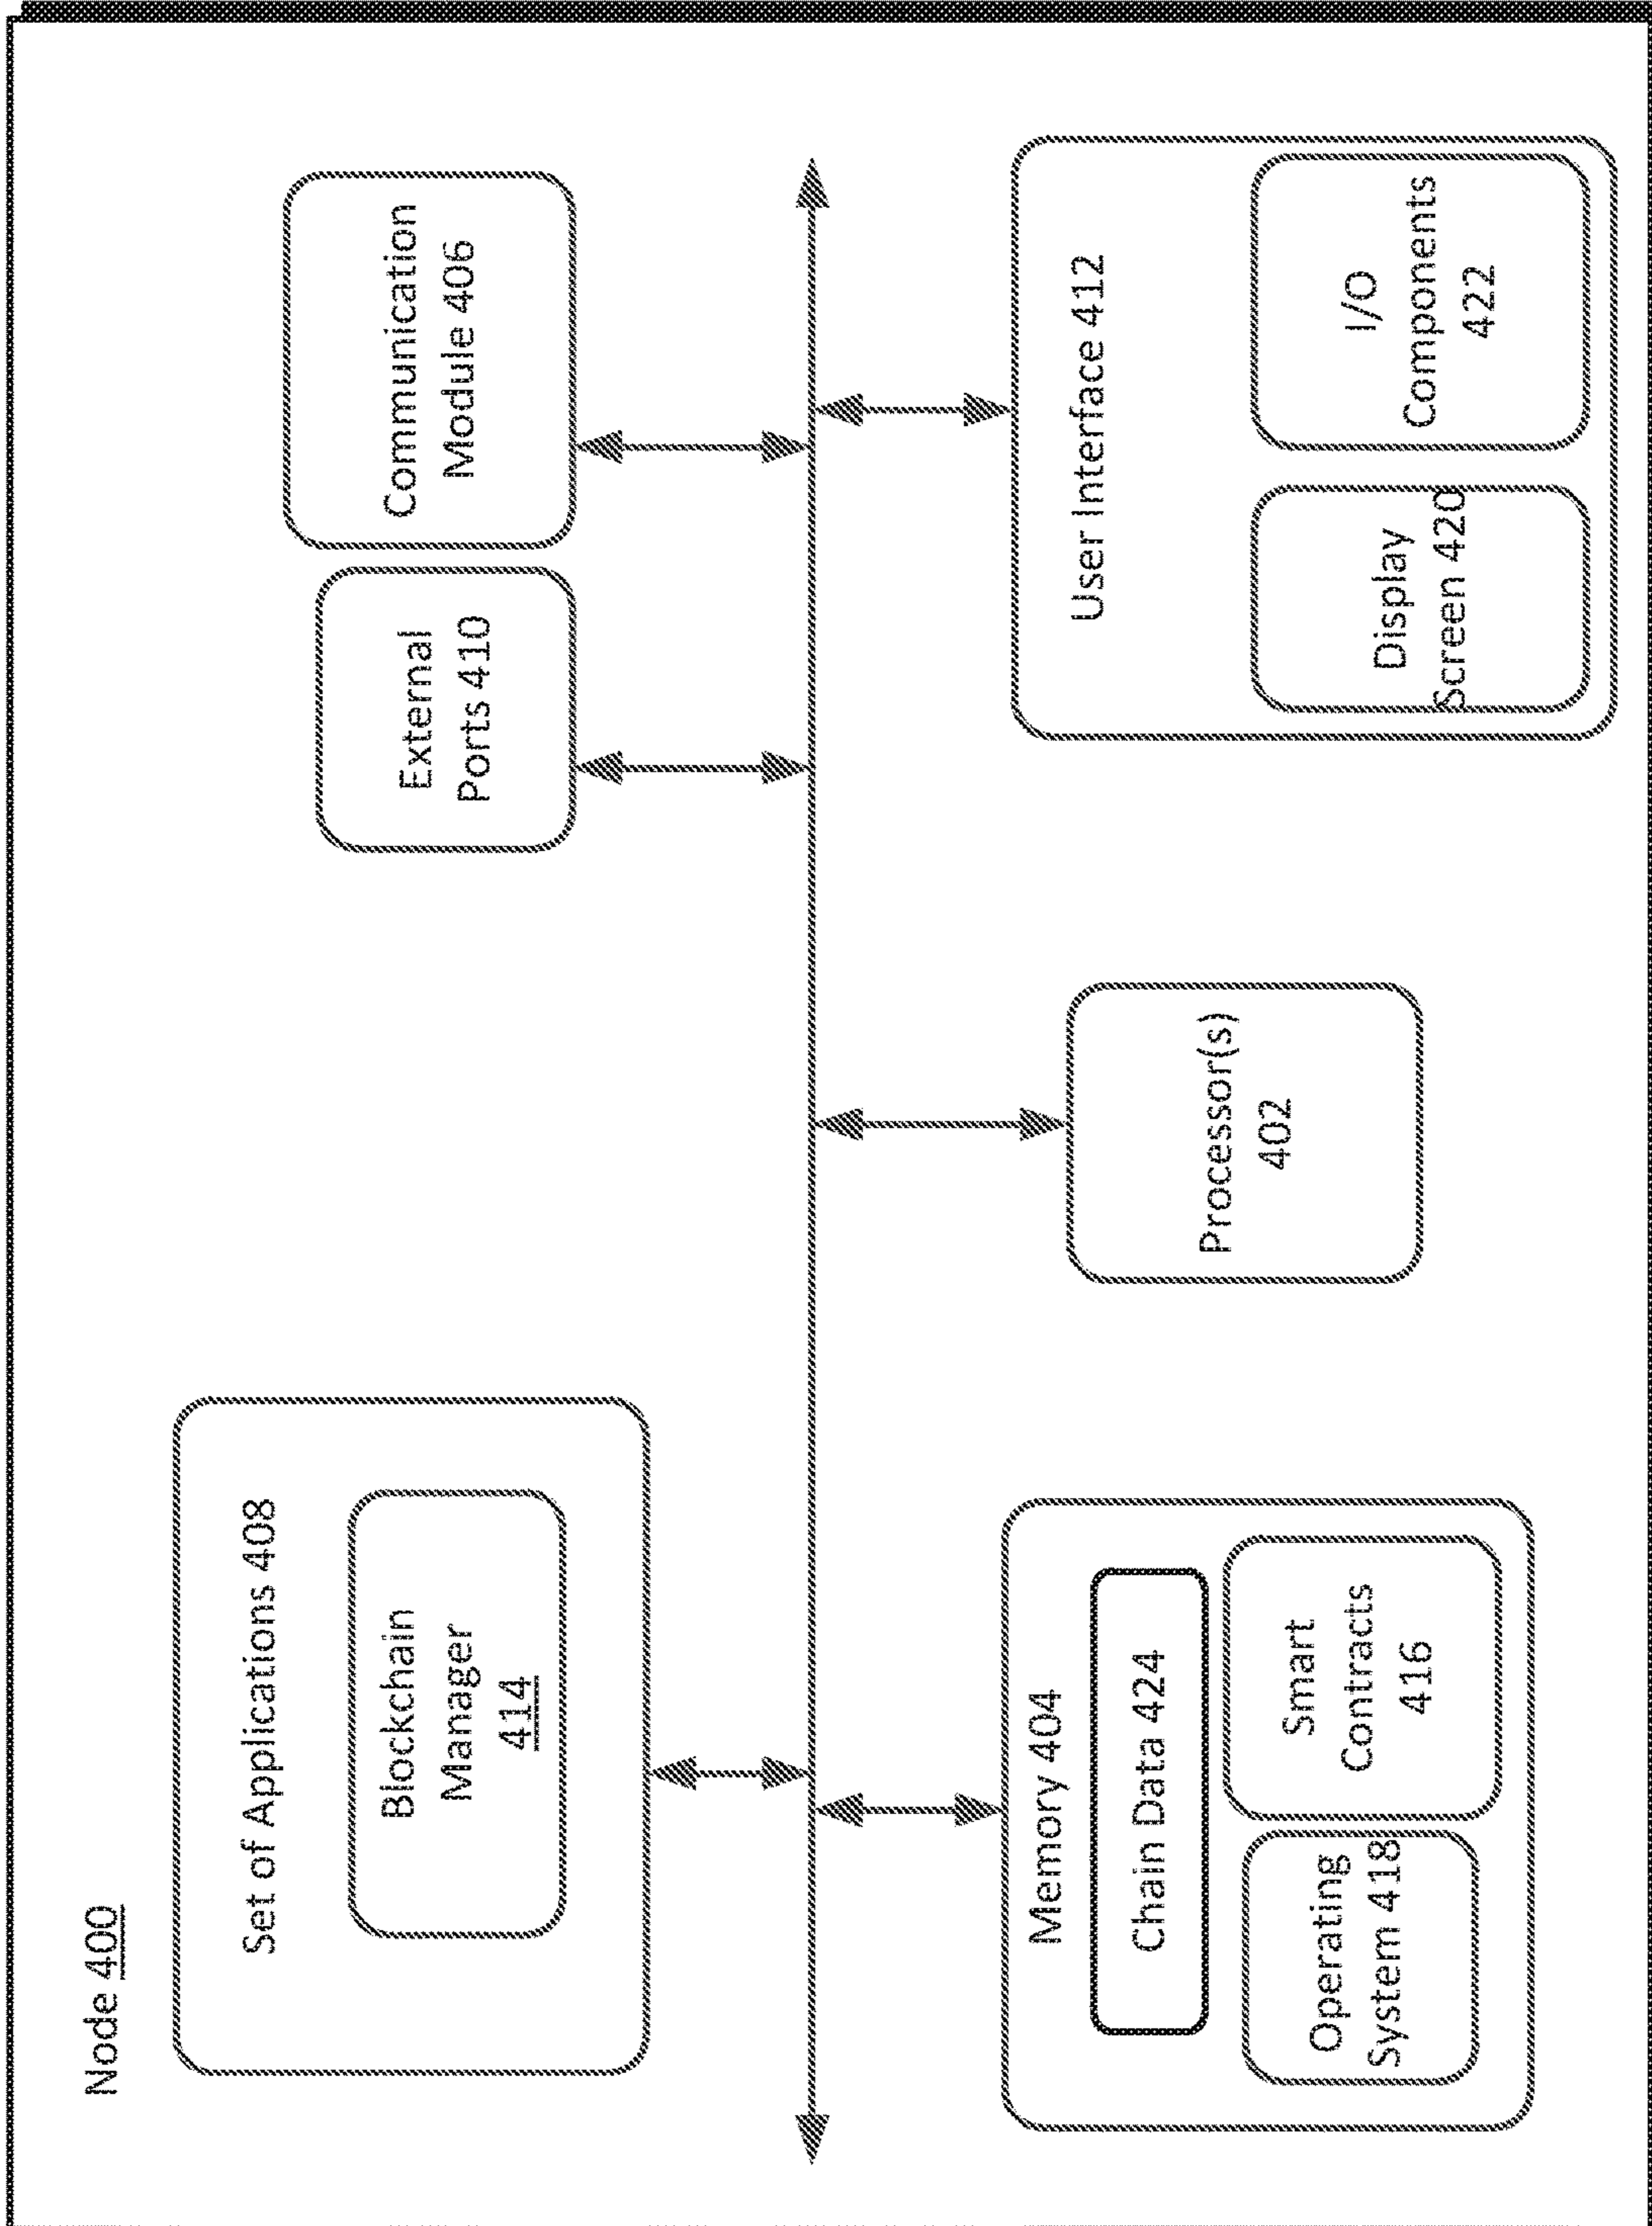 Node 400
Set of Applications 408
Blockchain
Manager
414
External
Ports 410
Communication
Module 406
Memory 404
Chain Data 424
Operating
System 418
Smart
Contracts
416
Processor(s)
402
User Interface 412
Display
Screen 420
I/O
Components
422